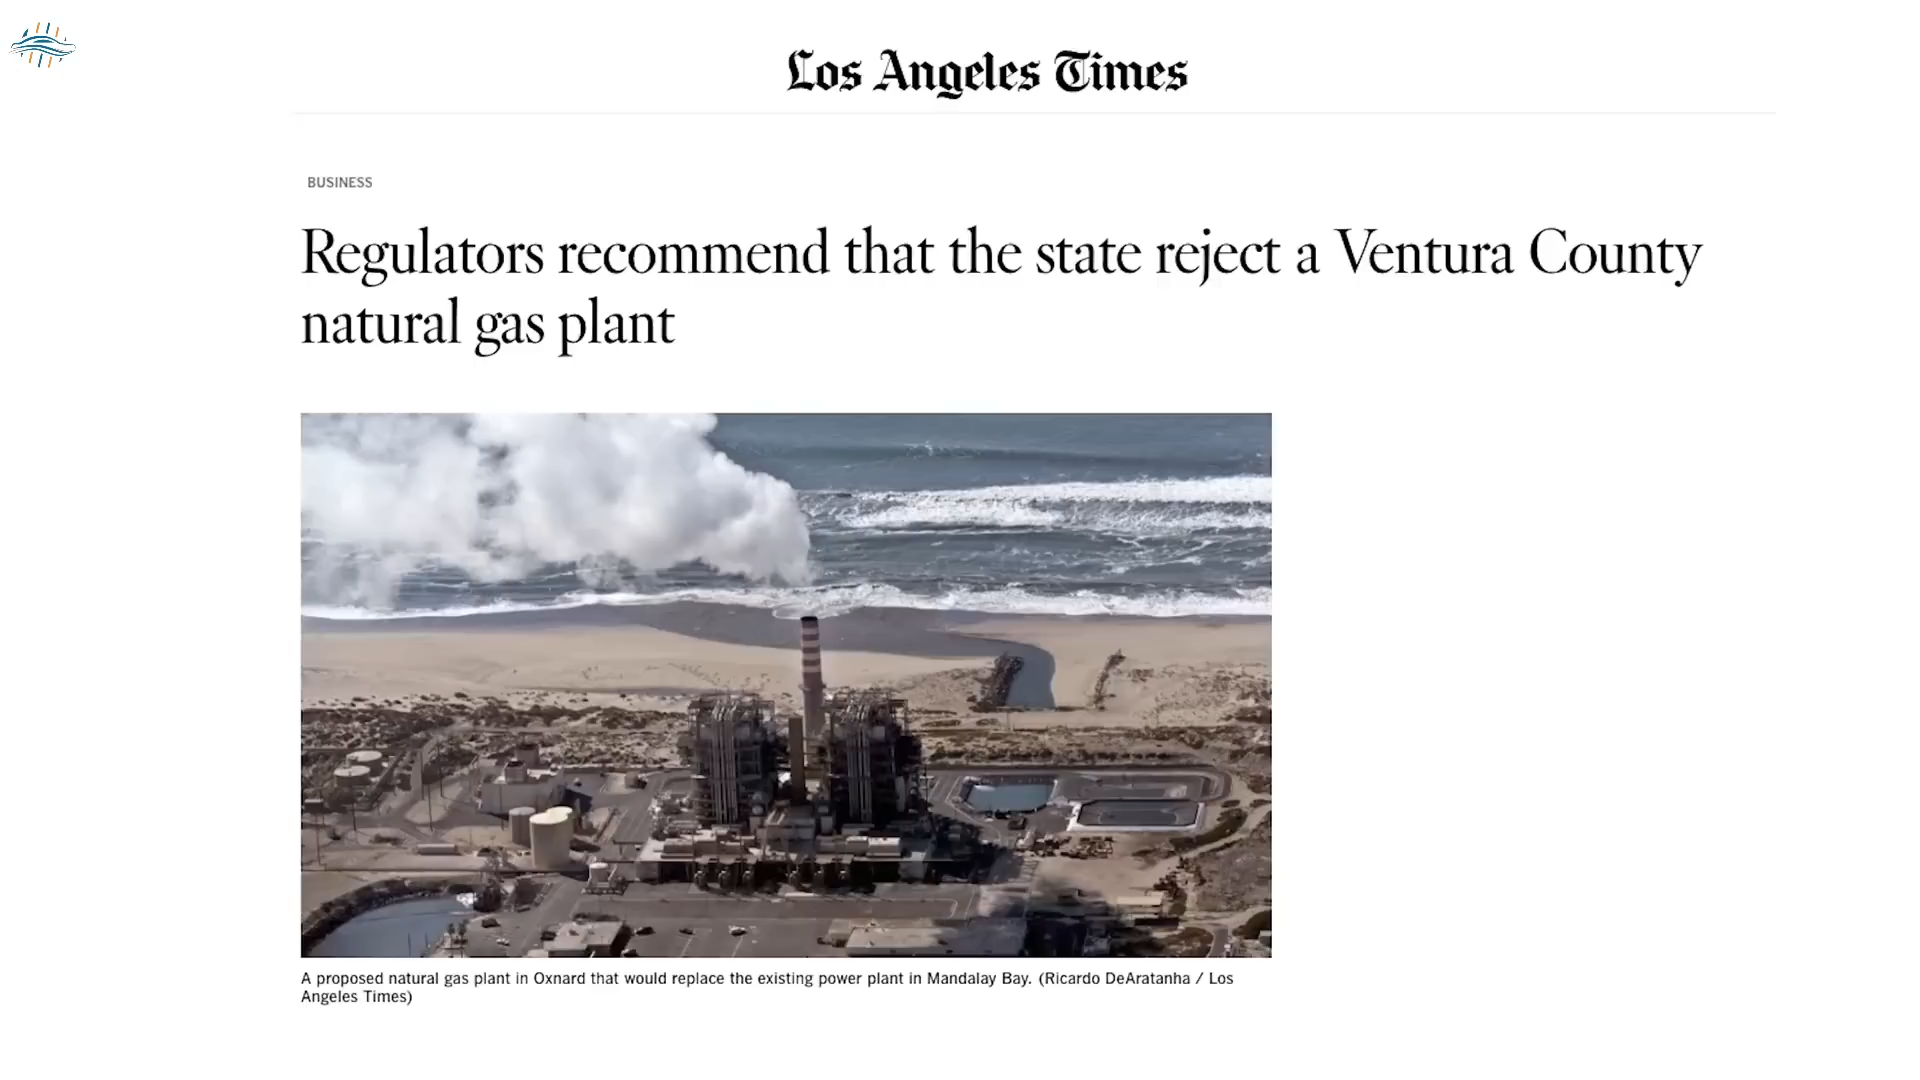 Los Angeles Times
BUSINESS
Regulators recommend that the state reject a Ventura County
natural gas plant
A proposed natural gas plant in Oxnard that would replace the existing power plant in Mandalay Bay. (Ricardo DeAratanha / Los
Angeles Times)